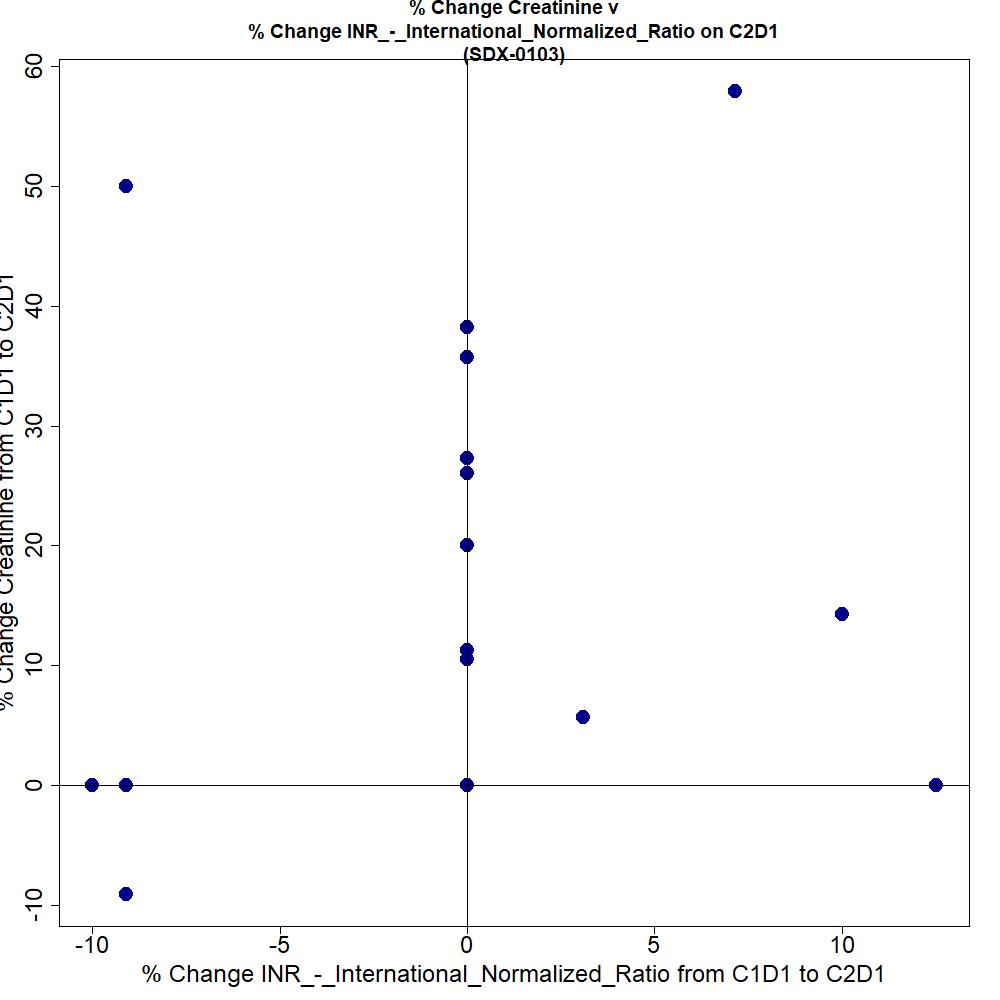 % Change Creatinine v
% Change INR_-_International_Normalized_Ratio on C2D1
(SDX-0103)
60
50
40
30
20
10
0
-10
% Change Creatinine from C1D1 to C2D1
-10
-5
0
5
10
% Change INR_-_International_Normalized_Ratio from C1D1 to C2D1